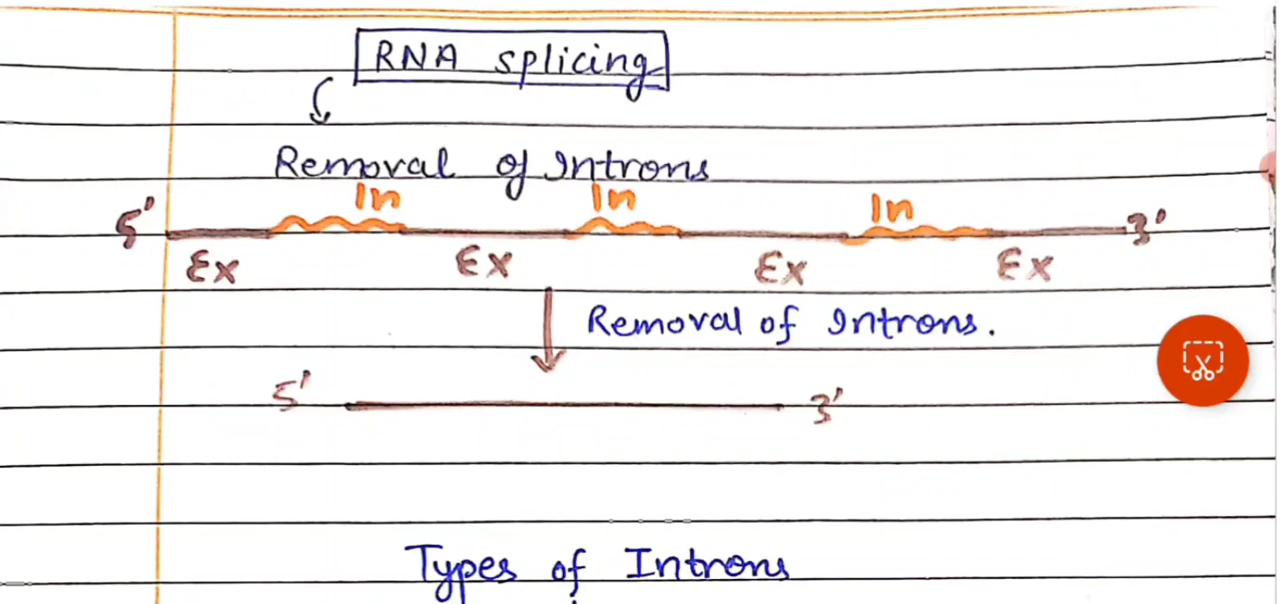 RNA splicing
Removal of Introns
In In In
5' 3'
Ex Ex Ex Ex
Removal of Introns.
5' 3'
Types of Introns